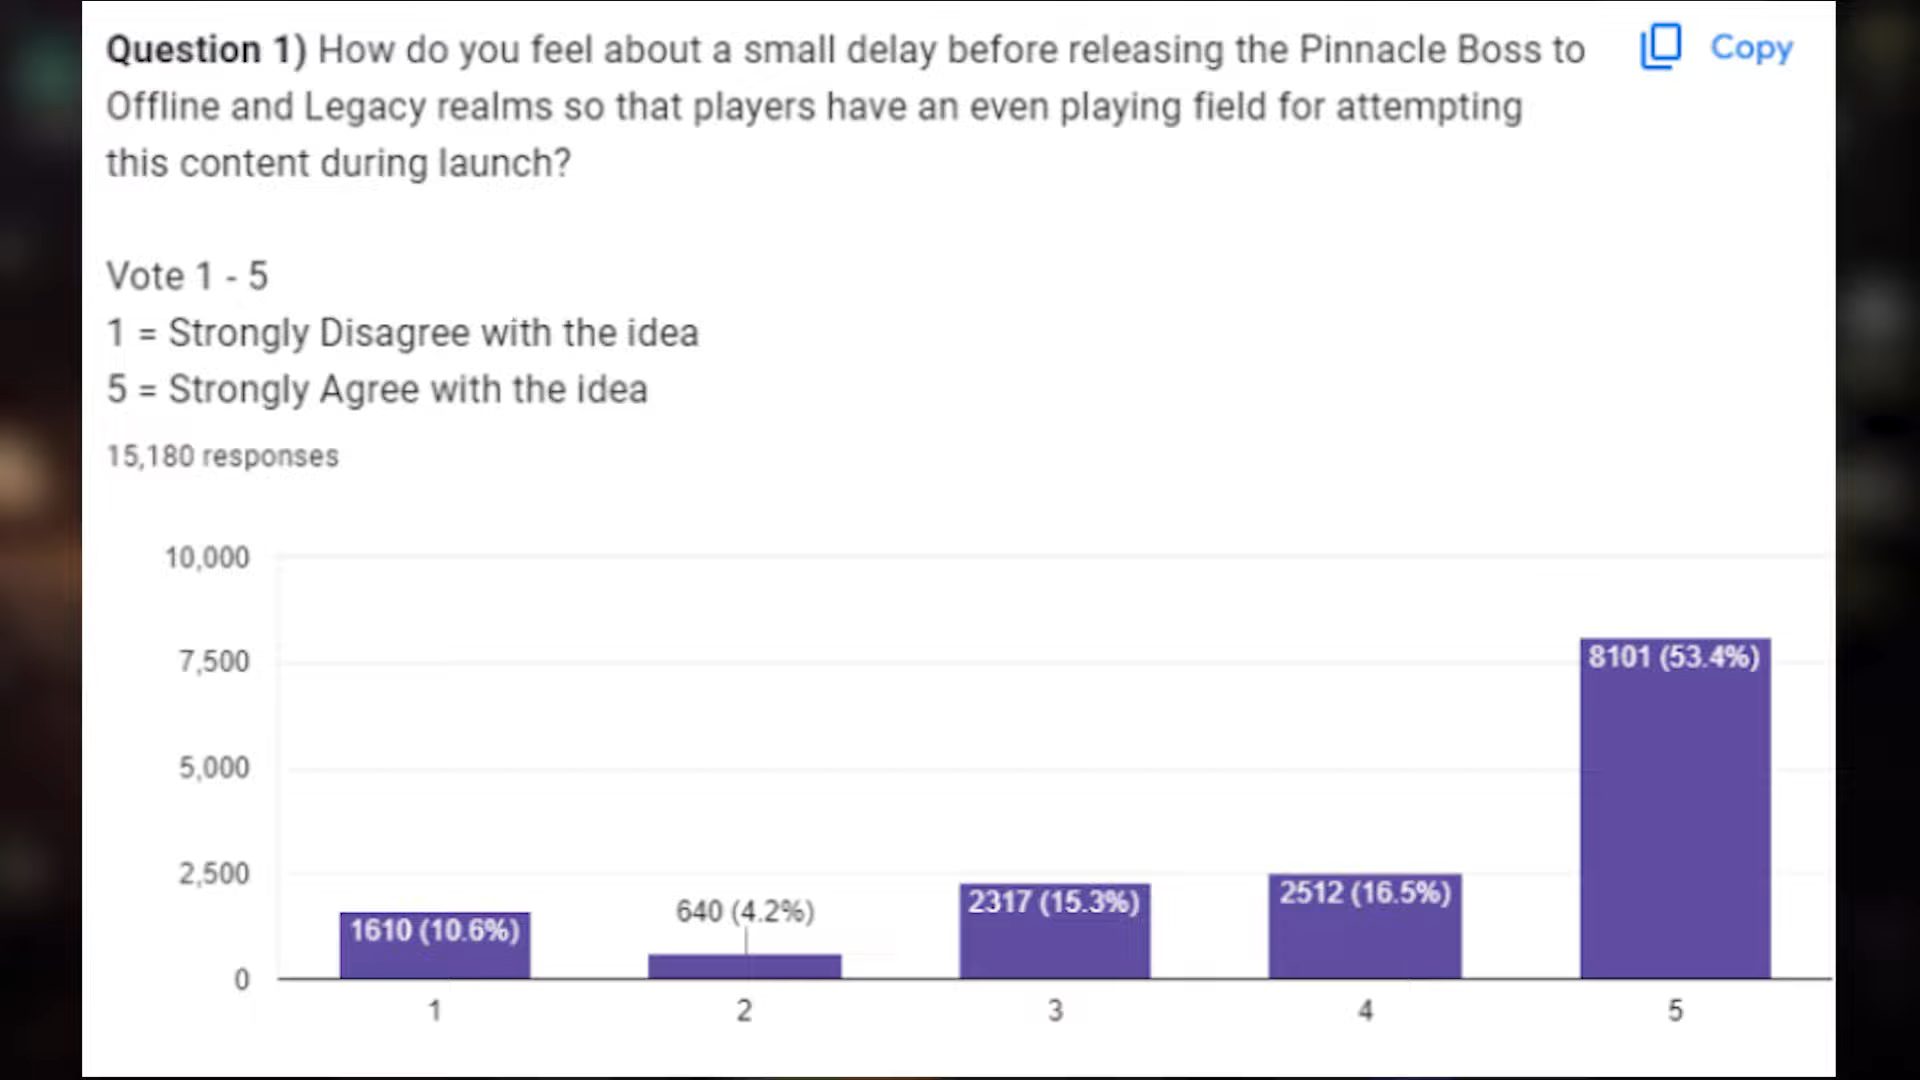 Question 1) How do you feel about a small delay before releasing the Pinnacle Boss to
Copy
Offline and Legacy realms so that players have an even playing field for attempting
this content during launch?
Vote 1 - 5
1 = Strongly Disagree with the idea
5 = Strongly Agree with the idea
15,180 responses
10,000
7,500
5,000
2,500
0
1610 (10.6%)
640 (4.2%)
2317 (15.3%)
2512 (16.5%)
8101 (53.4%)
1
2
3
4
5